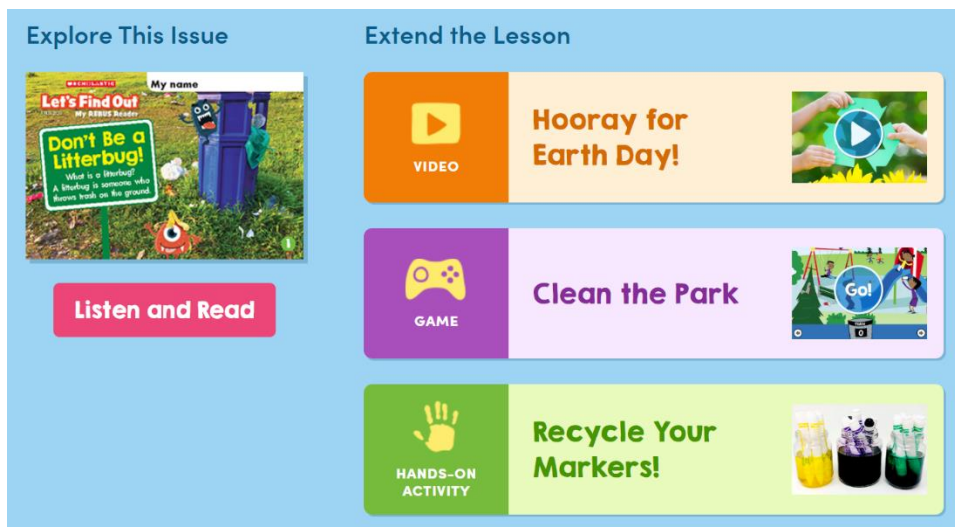 Explore This Issue
SCHOLASTIC
My name
Let's Find Out
My REBUS Reader
Don't Be a
Litterbug!
What is a litterbug?
A litterbug is someone who
throws trash on the ground.
1
Listen and Read
Extend the Lesson
VIDEO
Hooray for
Earth Day!
GAME
Clean the Park
Go!
0
HANDS-ON
ACTIVITY
Recycle Your
Markers!